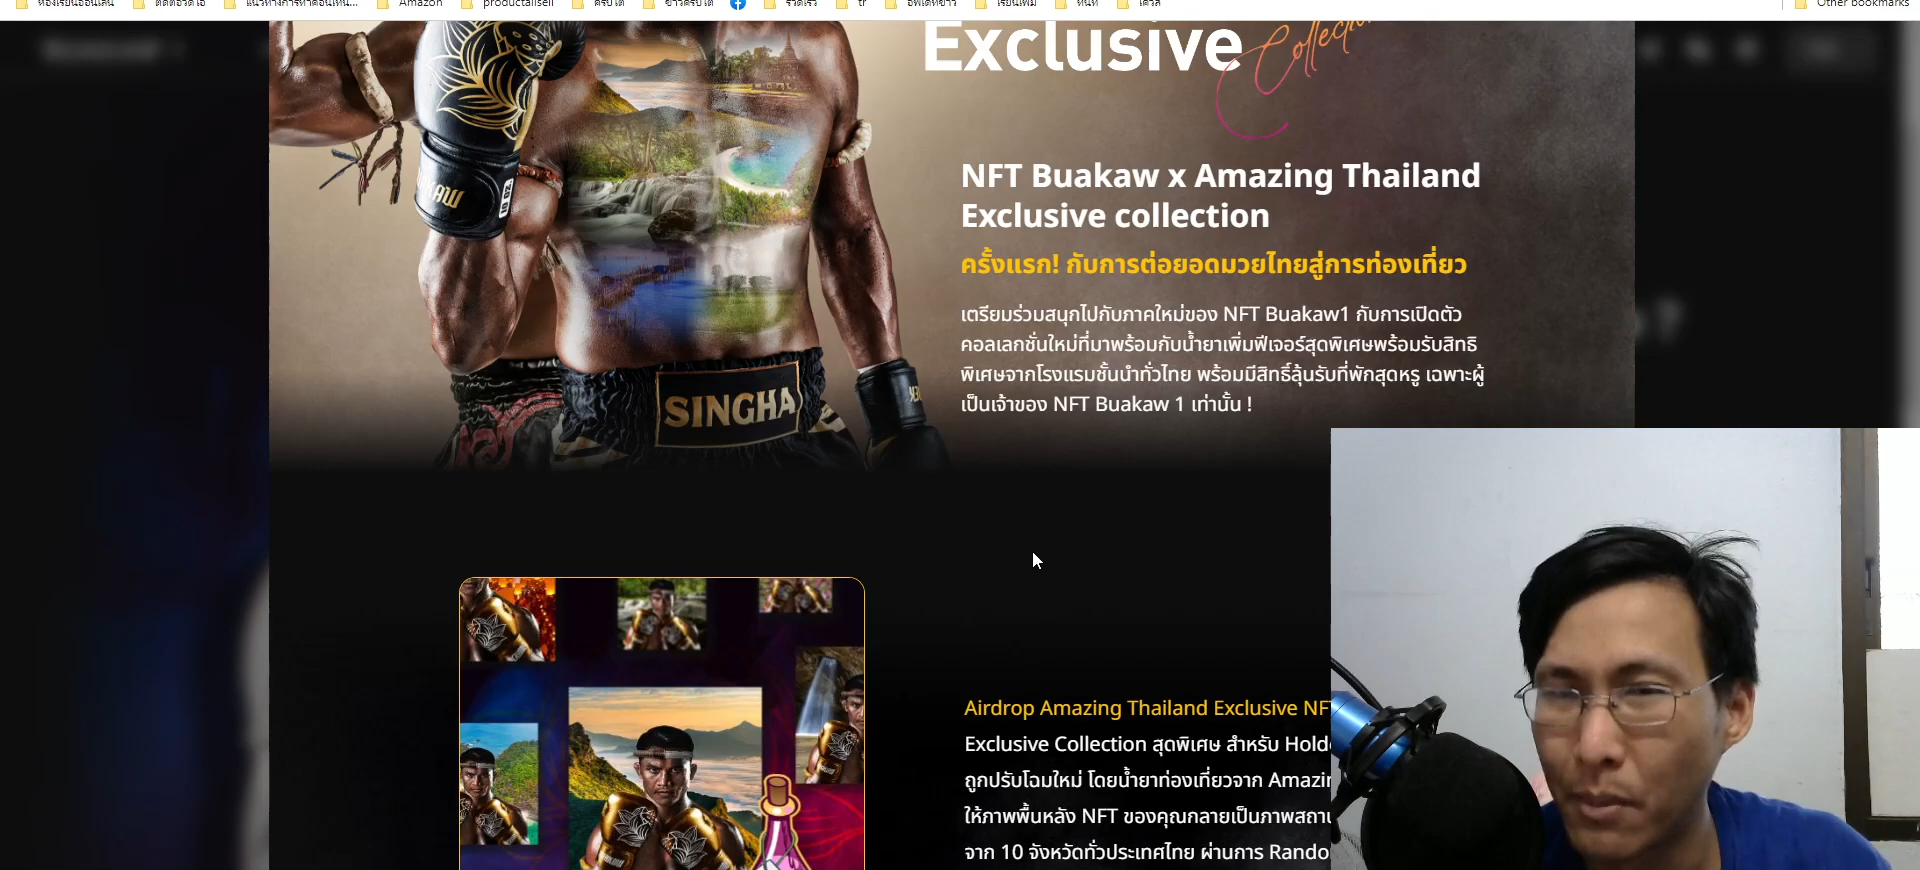 Amazon
productallsell
Other bookmarks
Exclusive
Collection
NFT Buakaw x Amazing Thailand
Exclusive collection
ครั้งแรก! กับการต่อยอดมวยไทยสู่การท่องเที่ยว
เตรียมร่วมสนุกไปกับภาคใหม่ของ NFT Buakaw1 กับการเปิดตัว
คอลเลกชั่นใหม่ที่มาพร้อมกับน้ำยาเพิ่มฟีเจอร์สุดพิเศษพร้อมรับสิทธิ
พิเศษจากโรงแรมชั้นนำทั่วไทย พร้อมมีสิทธิ์ลุ้นรับที่พักสุดหรู เฉพาะผู้
เป็นเจ้าของ NFT Buakaw 1 เท่านั้น !
SINGHA
Airdrop Amazing Thailand Exclusive NF
Exclusive Collection สุดพิเศษ สำหรับ Hold
ถูกปรับโฉมใหม่ โดยน้ำยาท่องเที่ยวจาก Amazi
ให้ภาพพื้นหลัง NFT ของคุณกลายเป็นภาพสถาน
จาก 10 จังหวัดทั่วประเทศไทย ผ่านการ Rando